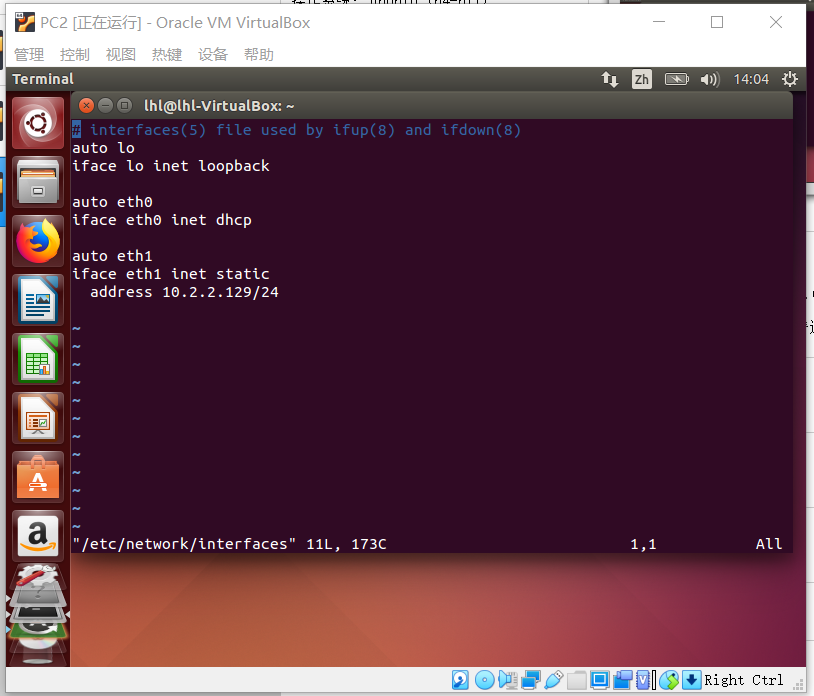 PC2 [正在运行] - Oracle VM VirtualBox
管理 控制 视图 热键 设备 帮助
Terminal Zh 14:04
lhl@lhl-VirtualBox: ~
# interfaces(5) file used by ifup(8) and ifdown(8)
auto lo
iface lo inet loopback
auto eth0
iface eth0 inet dhcp
auto eth1
iface eth1 inet static
address 10.2.2.129/24
~
~
~
~
~
~
~
~
~
~
~
~
"/etc/network/interfaces" 11L, 173C 1,1 All
a
Right Ctrl